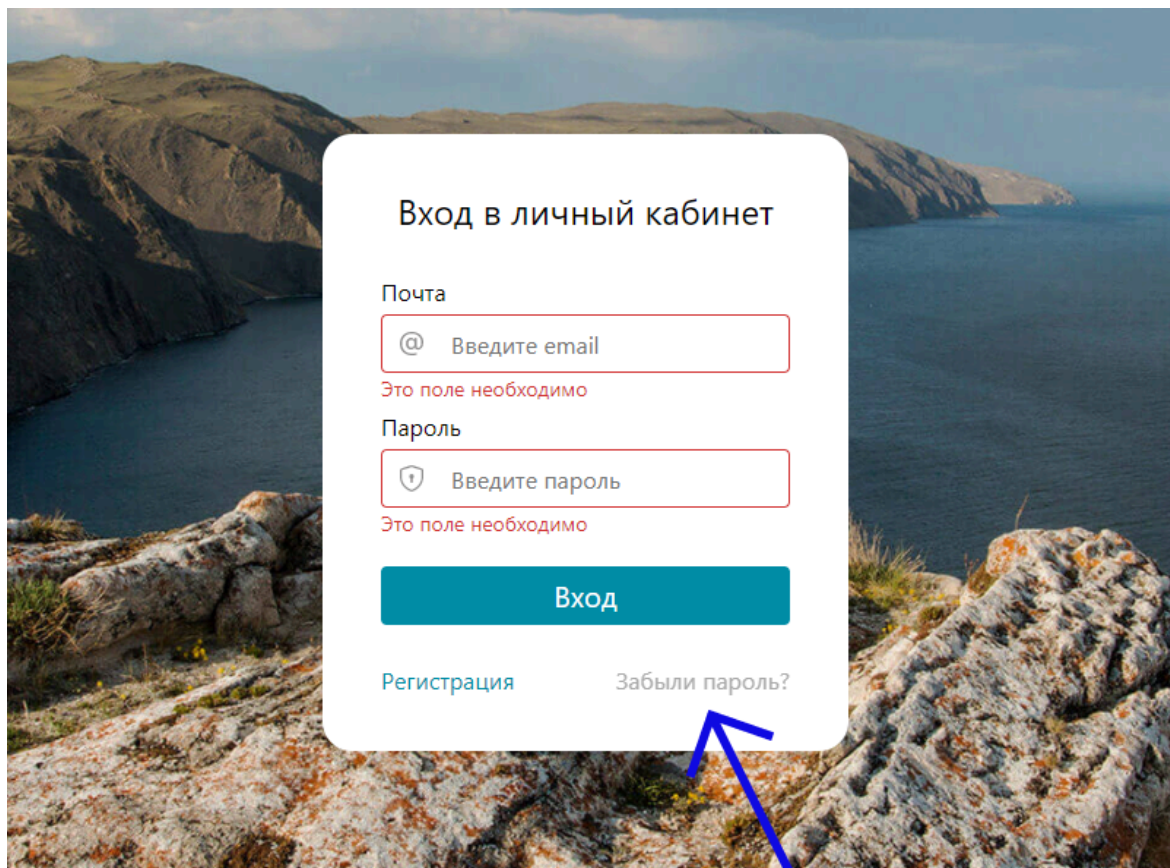 Вход в личный кабинет
Почта
@ Введите email
Это поле необходимо
Пароль
Введите пароль
Это поле необходимо
Вход
Регистрация Забыли пароль?